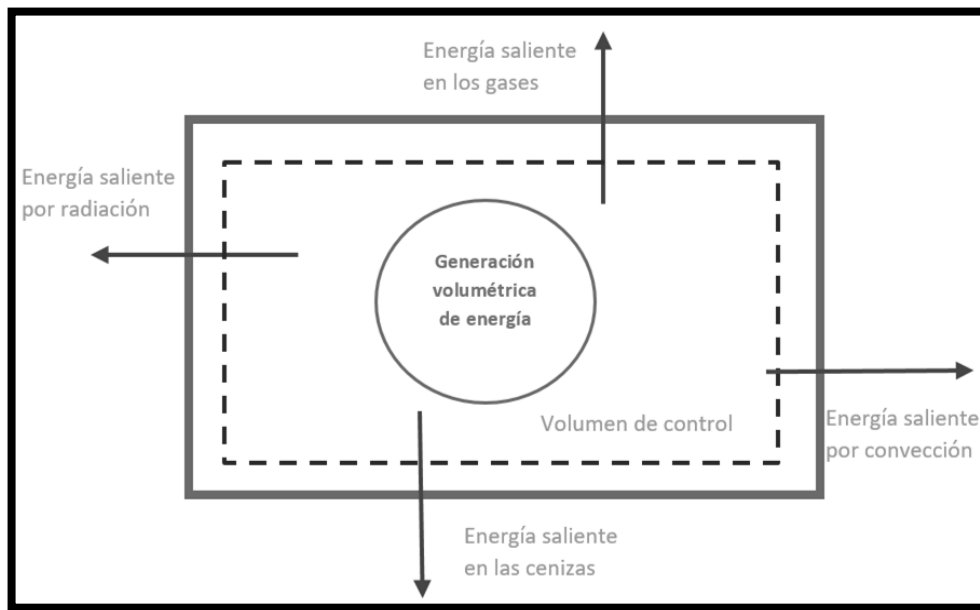 Energía saliente
en los gases
Energía saliente
por radiación
Generación
volumétrica
de energía
Volumen de control
Energía saliente
por convección
Energía saliente
en las cenizas